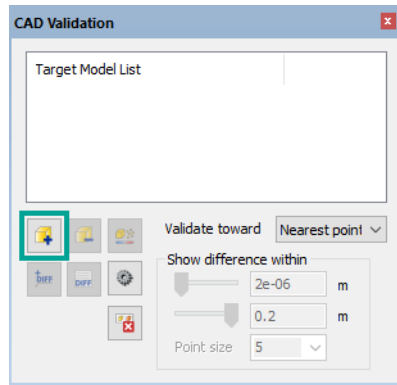 CAD Validation
Target Model List
Validate toward Nearest point
Show difference within
DIFF DIFF
2e-06 m
0.2 m
Point size 5